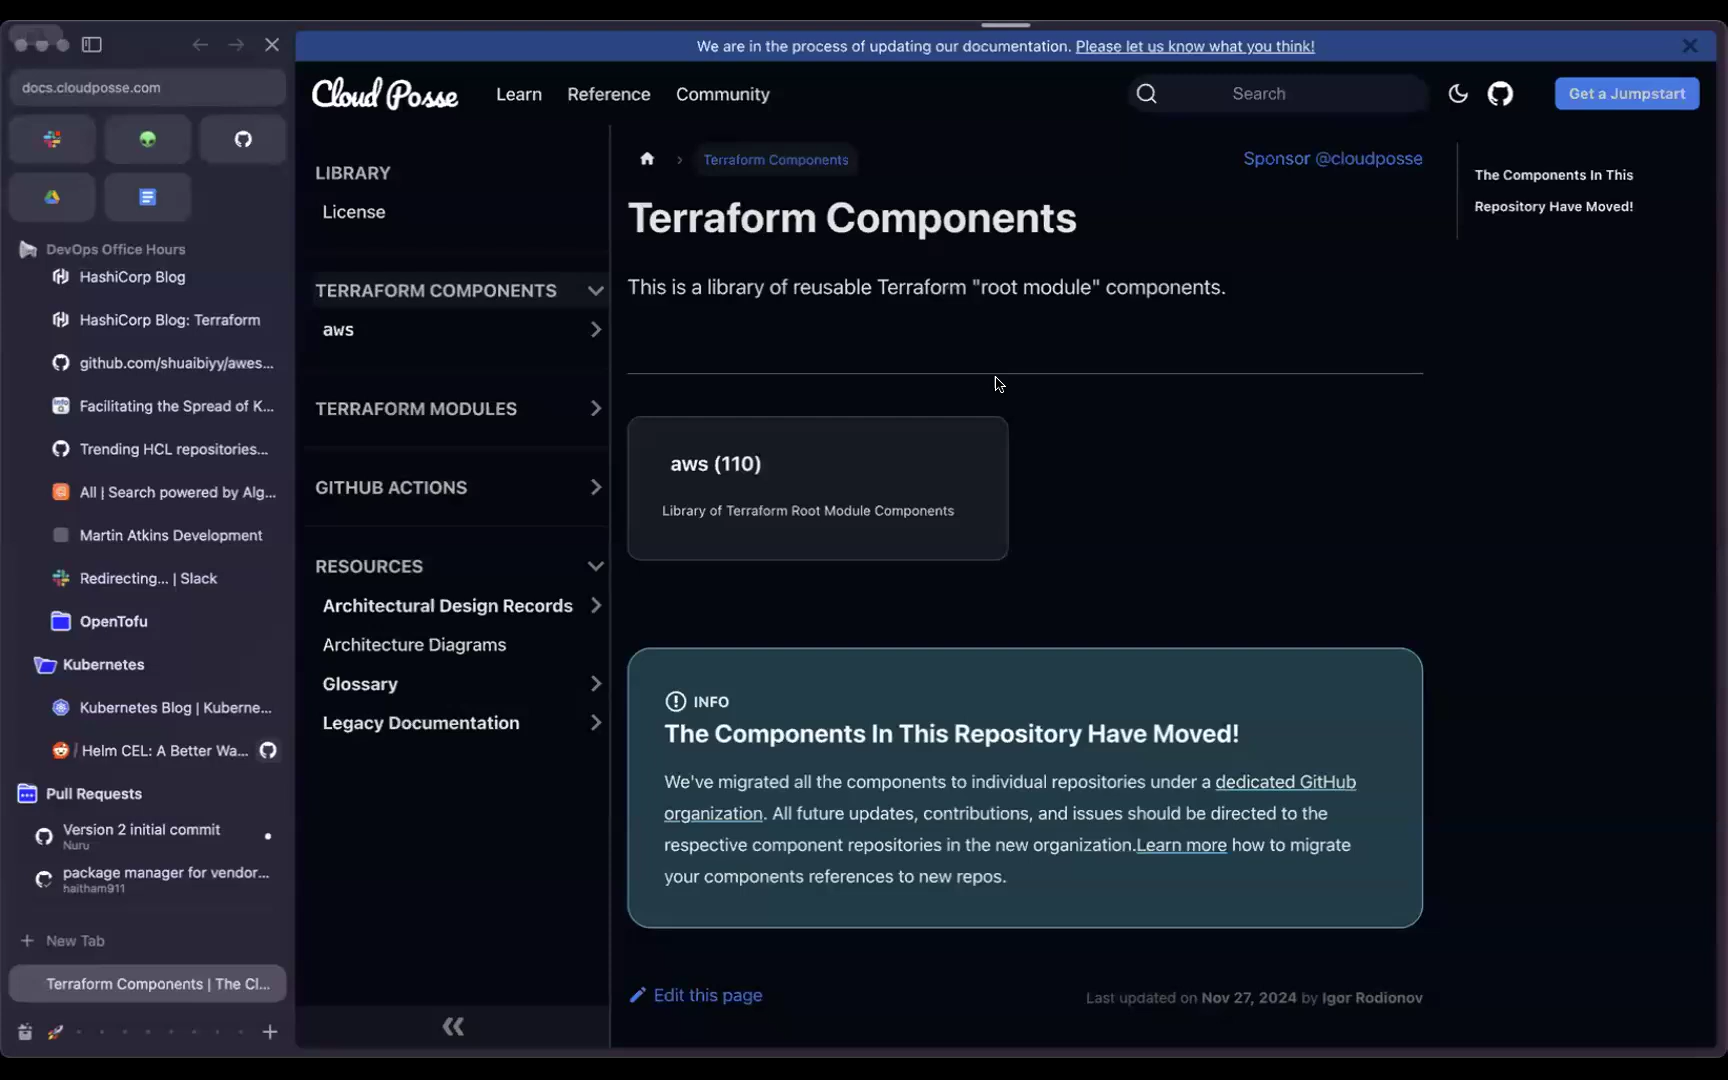 docs.cloudposse.com
DevOps Office Hours
HashiCorp Blog
HashiCorp Blog: Terraform
github.com/shuaibiyy/awes...
Facilitating the Spread of K...
Trending HCL repositories...
All | Search powered by Alg...
Martin Atkins Development
Redirecting... | Slack
OpenTofu
Kubernetes
Kubernetes Blog | Kuberne...
/ Helm CEL: A Better Wa...
Pull Requests
Version 2 initial commit
Nuru
package manager for vendor...
haitham911
+ New Tab
Terraform Components | The Cl...
We are in the process of updating our documentation. Please let us know what you think!
Cloud Posse
Learn
Reference
Community
Search
Get a Jumpstart
LIBRARY
License
TERRAFORM COMPONENTS
aws
TERRAFORM MODULES
GITHUB ACTIONS
RESOURCES
Architectural Design Records
Architecture Diagrams
Glossary
Legacy Documentation
Terraform Components
Sponsor @cloudposse
Terraform Components
This is a library of reusable Terraform "root module" components.
aws (110)
Library of Terraform Root Module Components
INFO
The Components In This Repository Have Moved!
We've migrated all the components to individual repositories under a dedicated GitHub
organization. All future updates, contributions, and issues should be directed to the
respective component repositories in the new organization.Learn more how to migrate
your components references to new repos.
Edit this page
Last updated on Nov 27, 2024 by Igor Rodionov
The Components In This
Repository Have Moved!